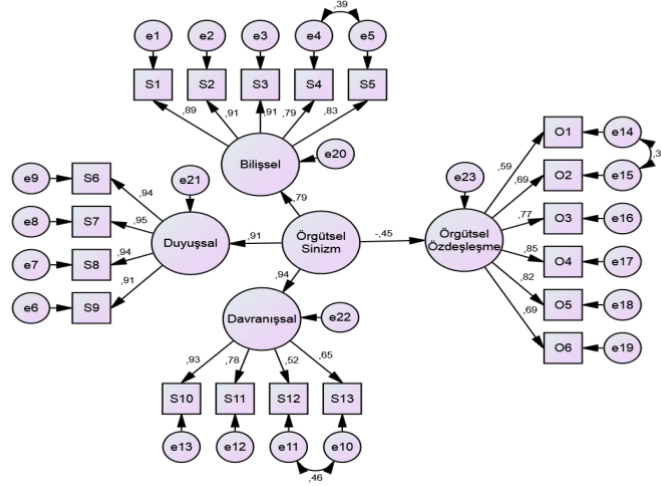 ,39
e1 e2 e3 e4 e5
S1 S2 S3 S4 S5
,89 ,91 ,91 ,79 ,83
Bilişsel
e20
,79
e9 S6
e8 S7
e7 S8
e6 S9
,94
,95
,94
,91
e21
Duyuşsal
,91
Örgütsel
Sinizm
-,45
e23
Örgütsel
Özdeşleşme
,59
,69
,77
,85
,82
,69
O1 e14
O2 e15
O3 e16
O4 e17
O5 e18
O6 e19
,94
Davranışsal
e22
,93 ,78 ,52 ,65
S10 S11 S12 S13
e13 e12 e11 e10
,46